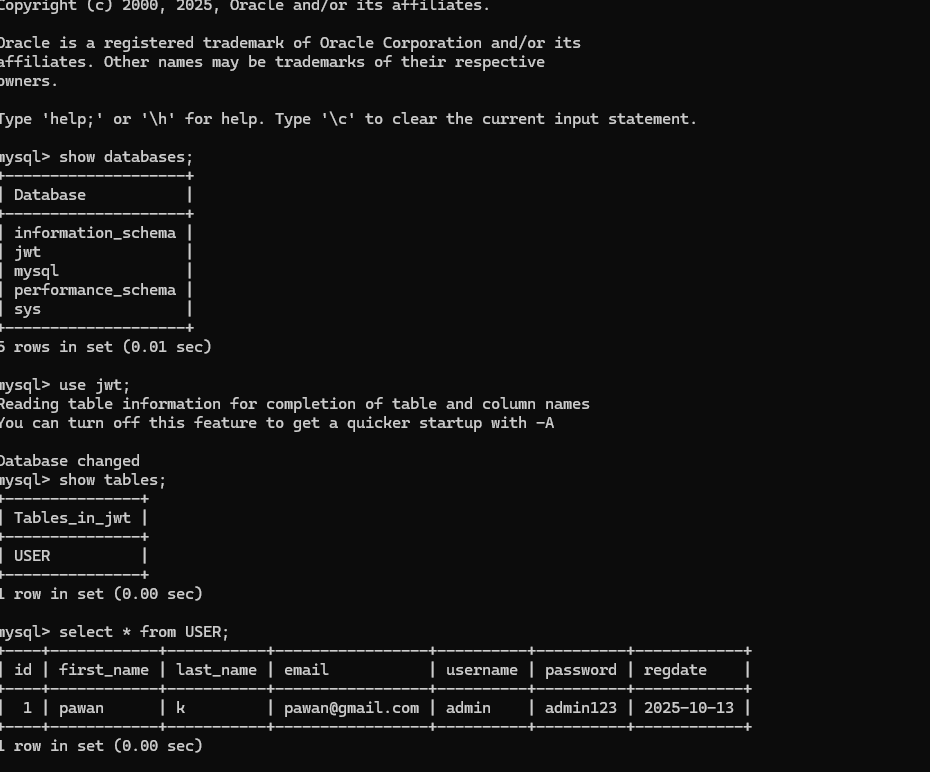 Copyright (c) 2000, 2025, Oracle and/or its affiliates.
Oracle is a registered trademark of Oracle Corporation and/or its
affiliates. Other names may be trademarks of their respective
owners.
Type 'help;' or '\h' for help. Type '\c' to clear the current input statement.
mysql> show databases;
+--------------------+
| Database           |
+--------------------+
| information_schema |
| jwt                |
| mysql              |
| performance_schema |
| sys                |
+--------------------+
5 rows in set (0.01 sec)
mysql> use jwt;
Reading table information for completion of table and column names
You can turn off this feature to get a quicker startup with -A
Database changed
mysql> show tables;
+---------------+
| Tables_in_jwt |
+---------------+
| USER          |
+---------------+
1 row in set (0.00 sec)
mysql> select * from USER;
+----+------------+-----------+-----------------+----------+----------+------------+
| id | first_name | last_name | email           | username | password | regdate    |
+----+------------+-----------+-----------------+----------+----------+------------+
|  1 | pawan      | k         | pawan@gmail.com | admin    | admin123 | 2025-10-13 |
+----+------------+-----------+-----------------+----------+----------+------------+
1 row in set (0.00 sec)